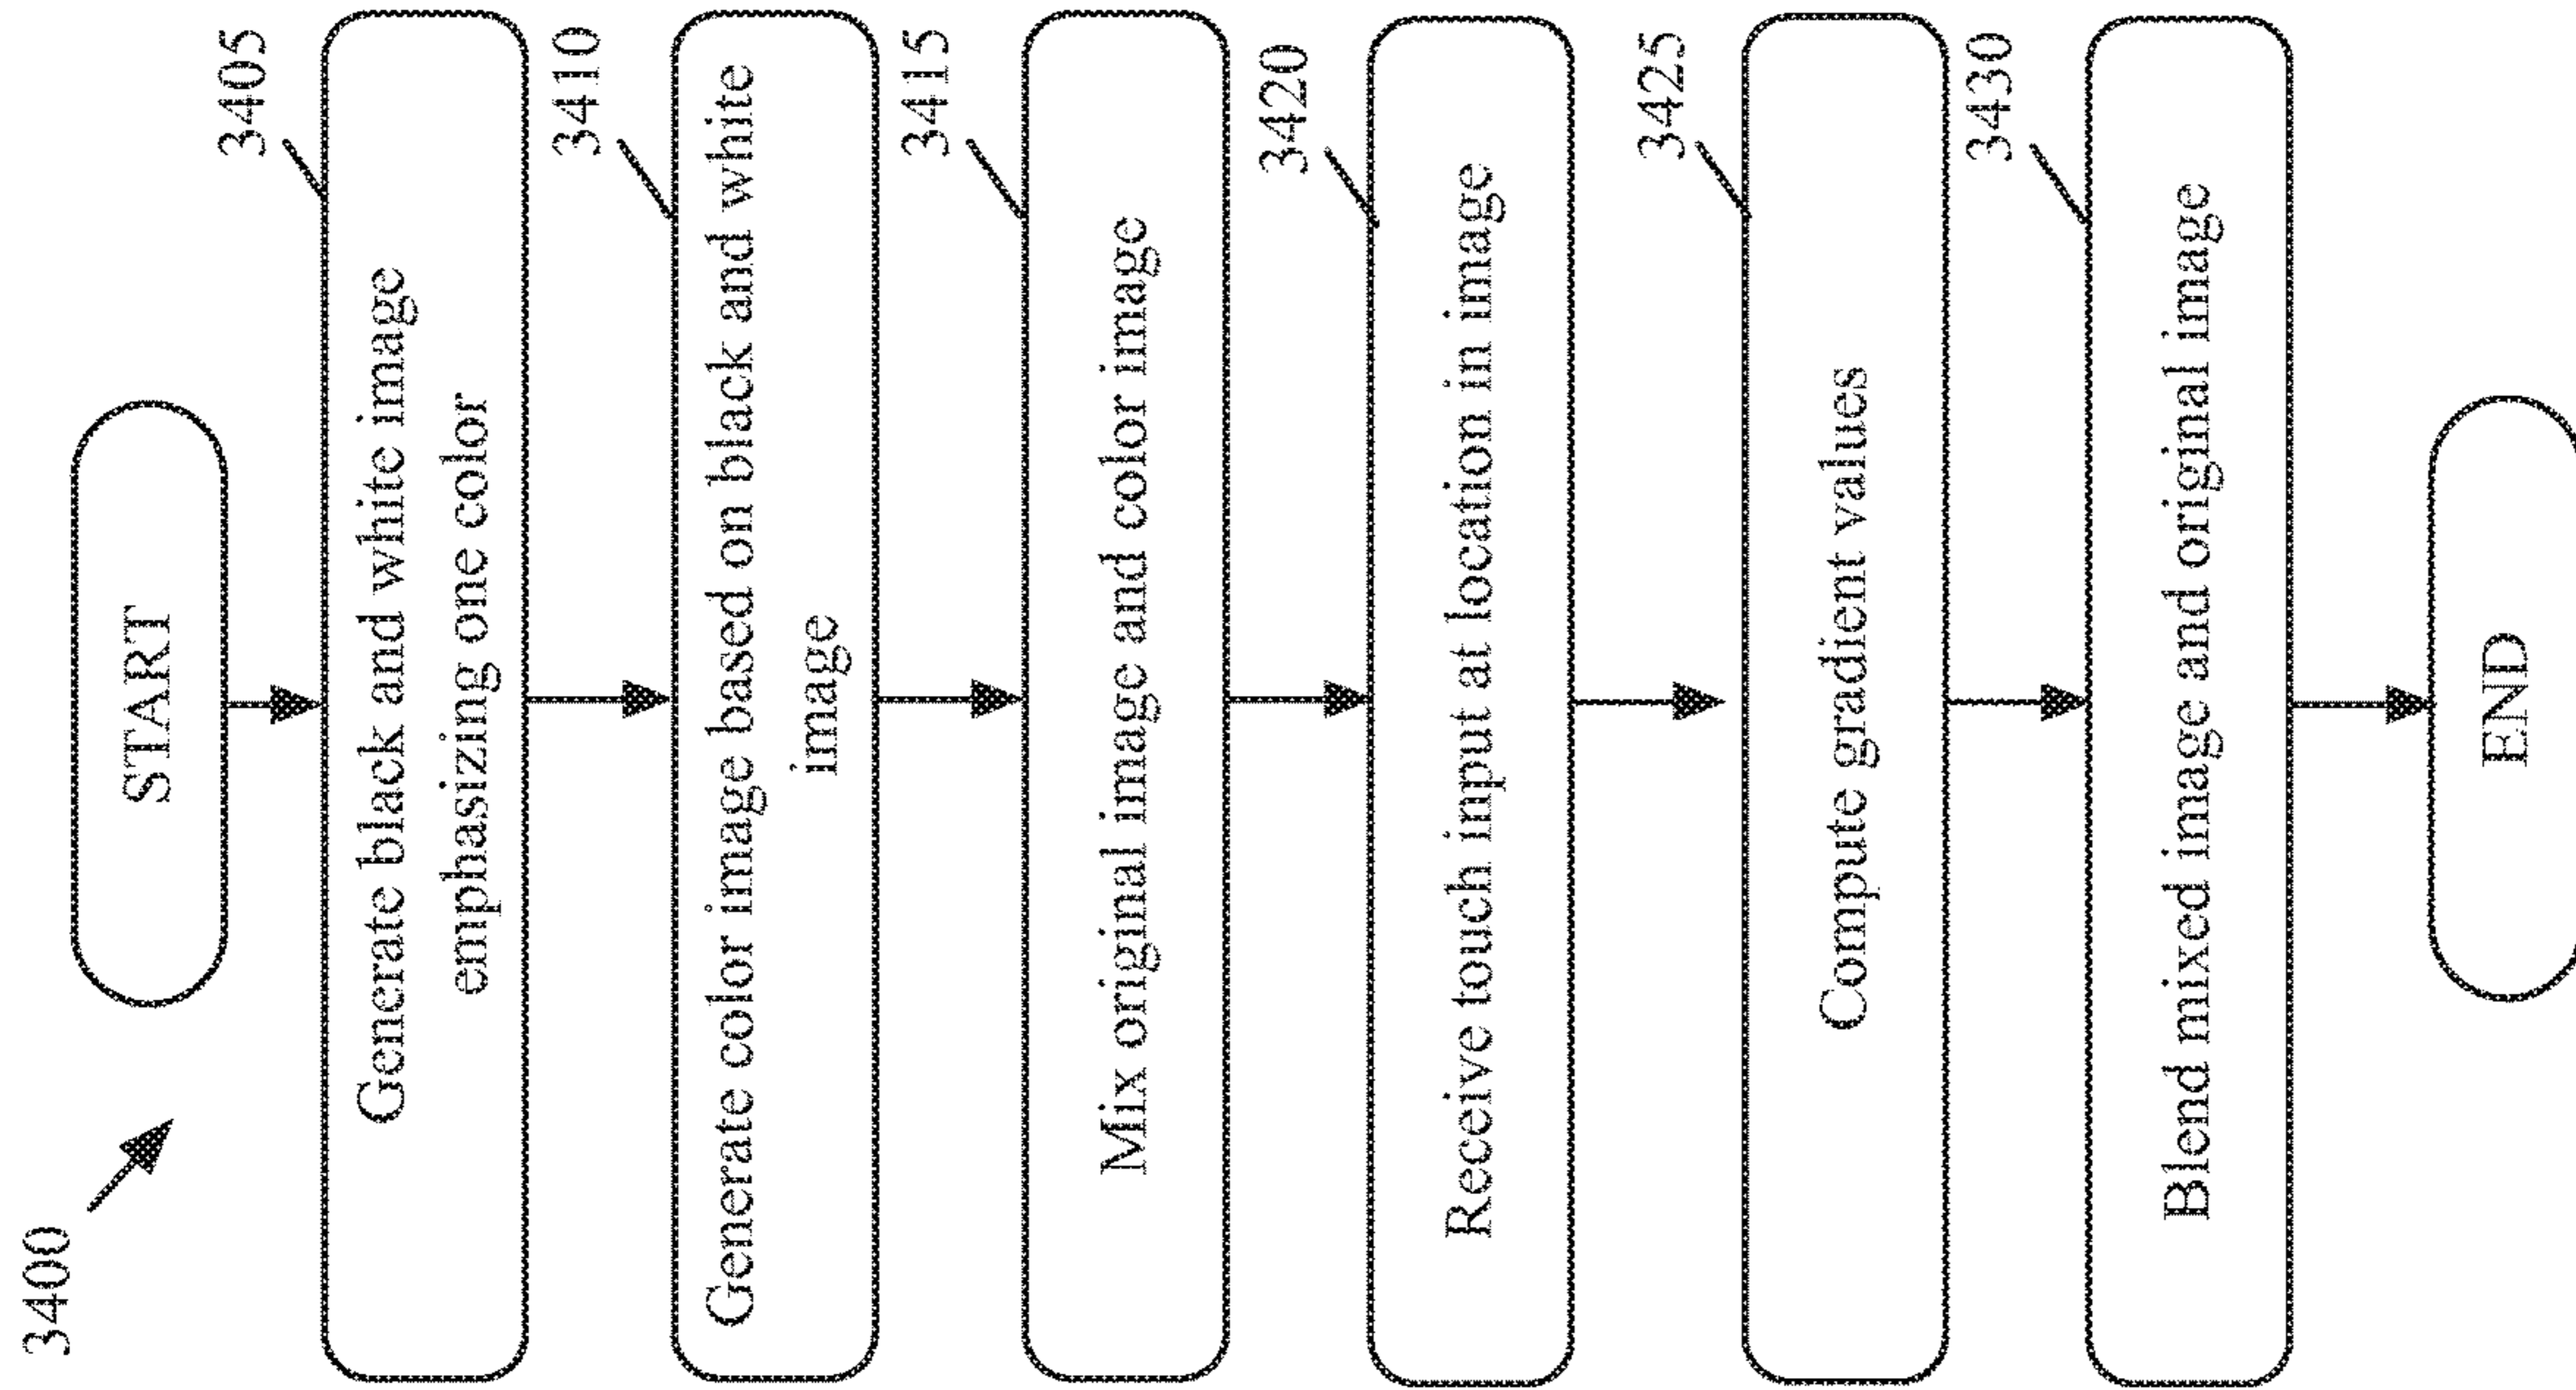 3400
START
3405
Generate black and white image
emphasizing one color
3410
Generate color image based on black and white
image
3415
Mix original image and color image
3420
Receive touch input at location in image
3425
Compute gradient values
3430
Blend mixed image and original image
END